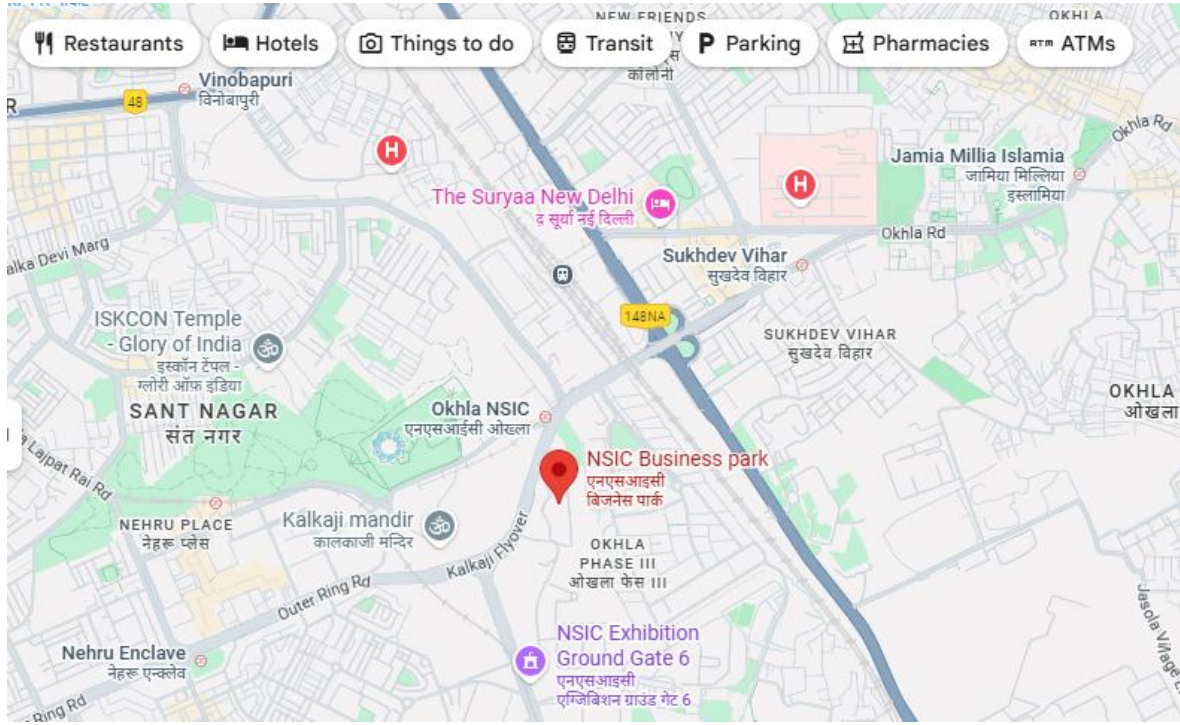 NEW FRIENDS
OKHLA
Restaurants
Hotels
Things to do
Transit
P Parking
Pharmacies
ATM ATMs
कॉलोनी
Vinobapuri
विनोबापुरी
R
48
H
Okhla Rd
Jamia Millia Islamia
जामिया मिल्लिया
इस्लामिया
H
The Suryaa New Delhi
द सूर्या नई दिल्ली
Okhla Rd
alka Devi Marg
Sukhdev Vihar
सुखदेव विहार
148NA
ISKCON Temple
- Glory of India
इस्कॉन टेंपल -
ग्लोरी ऑफ़ इंडिया
SUKHDEV VIHAR
सुखदेव विहार
OKHLA
ओखला
SANT NAGAR
संत नगर
Okhla NSIC
एनएसआईसी ओखला
a Lajpat Rai Rd
NSIC Business park
एनएसआइसी
बिजनेस पार्क
NEHRU PLACE
नेहरू प्लेस
Kalkaji mandir
कालकाजी मन्दिर
Kalkaji Flyover
OKHLA
PHASE III
ओखला फेस III
Outer Ring Rd
Jasola Village
NSIC Exhibition
Ground Gate 6
एनएसआइसी
एग्जिबिशन ग्राउंड गेट 6
Nehru Enclave
नेहरू एन्क्लेव
Ring Rd